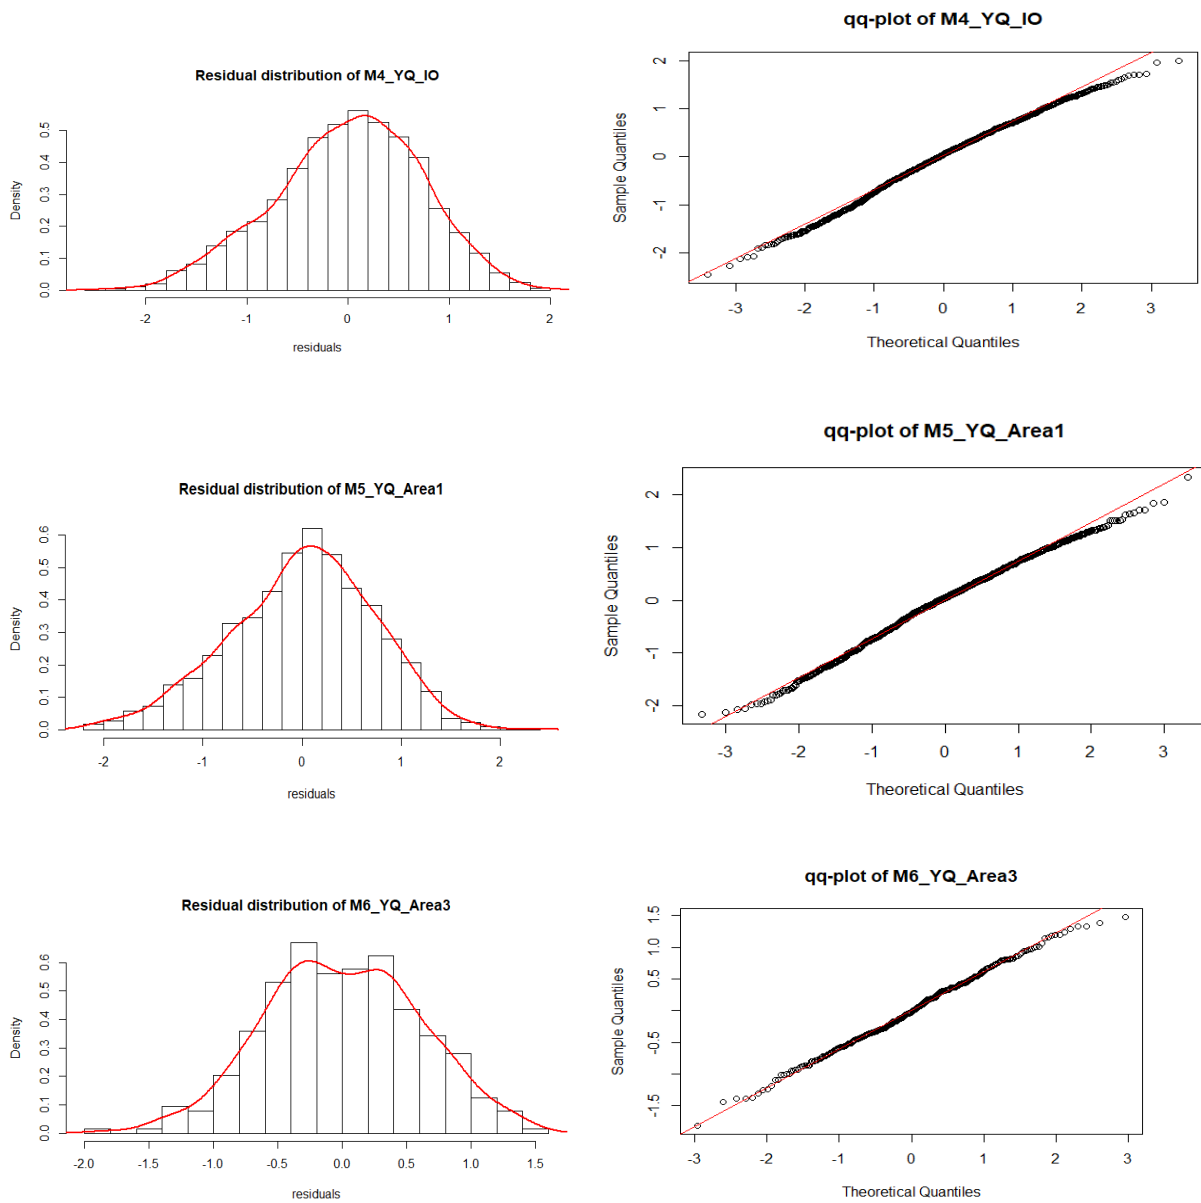 qq-plot of M4_YQ_IO
Residual distribution of M4_YQ_IO
Density
0.0 0.1 0.2 0.3 0.4 0.5
-2 -1 0 1 2
residuals
Sample Quantiles
-2 -1 0 1 2
-3 -2 -1 0 1 2 3
Theoretical Quantiles
qq-plot of M5_YQ_Area1
Residual distribution of M5_YQ_Area1
Density
0.0 0.1 0.2 0.3 0.4 0.5 0.6
-2 -1 0 1 2
residuals
Sample Quantiles
-2 -1 0 1 2
-3 -2 -1 0 1 2 3
Theoretical Quantiles
qq-plot of M6_YQ_Area3
Residual distribution of M6_YQ_Area3
Density
0.0 0.1 0.2 0.3 0.4 0.5 0.6
-2.0 -1.5 -1.0 -0.5 0.0 0.5 1.0 1.5
residuals
Sample Quantiles
-1.5 -0.5 0.5 1.0 1.5
-3 -2 -1 0 1 2 3
Theoretical Quantiles